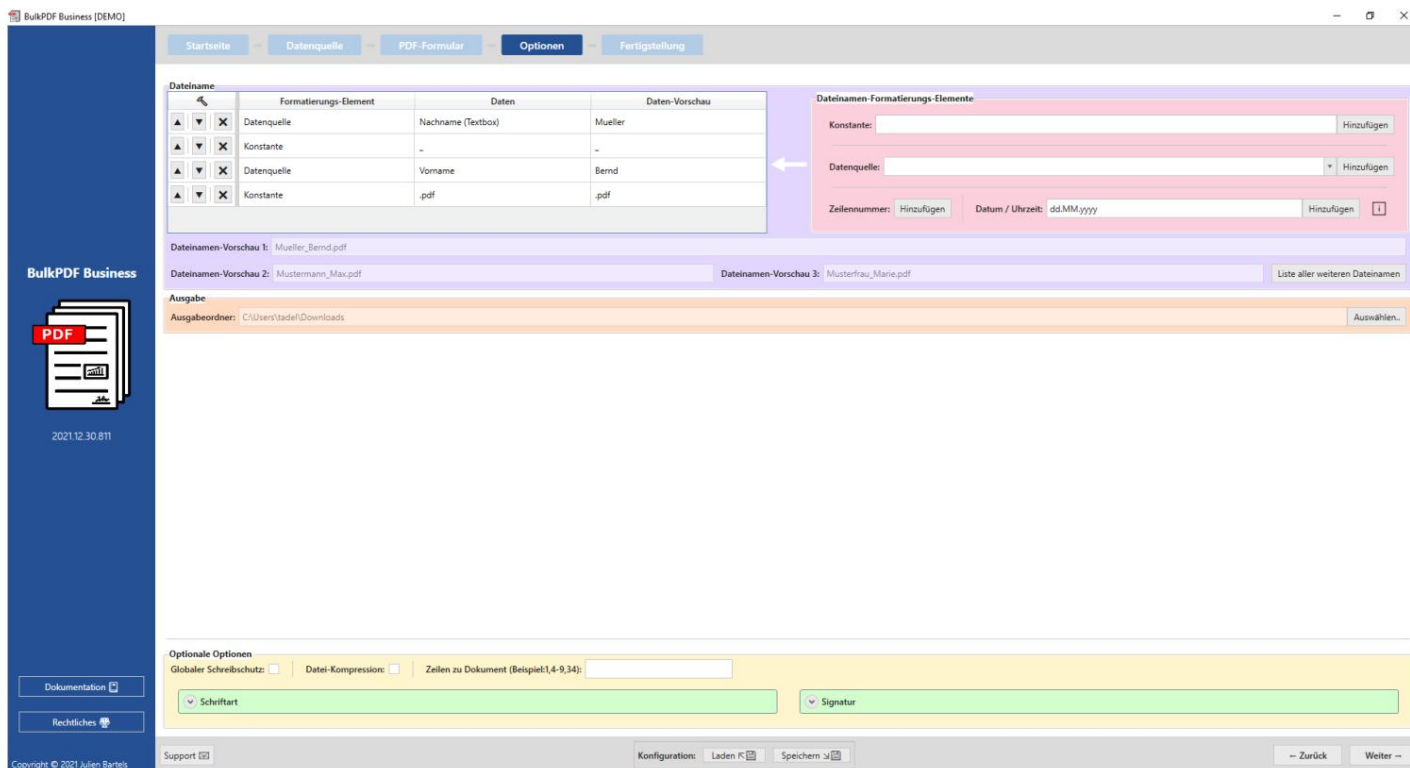 BulkPDF Business [DEMO]
Startseite Datenquelle PDF-Formular Optionen Fertigstellung
Dateiname
Formatierungs-Element Daten Daten-Vorschau
Datenquelle Nachname (Textbox) Mueller
Konstante _ _
Datenquelle Vorname Bernd
Konstante .pdf .pdf
Dateinamen-Formatierungs-Elemente
Konstante: Hinzufügen
Datenquelle: Hinzufügen
Zeilennummer: Hinzufügen Datum / Uhrzeit: dd.MM.yyyy Hinzufügen i
Dateinamen-Vorschau 1: Mueller_Bernd.pdf
Dateinamen-Vorschau 2: Mustermann_Max.pdf Dateinamen-Vorschau 3: Musterfrau_Marie.pdf Liste aller weiteren Dateinamen
Ausgabe
Ausgabeordner: C:\Users\tadel\Downloads Auswählen..
BulkPDF Business
PDF
2021.12.30.811
Optionale Optionen
Globaler Schreibschutz: Datei-Kompression: Zeilen zu Dokument (Beispiel:1,4-9,34):
Schriftart Signatur
Dokumentation
Rechtliches
Copyright © 2021 Julien Bartels
Support Konfiguration: Laden Speichern ← Zurück Weiter →